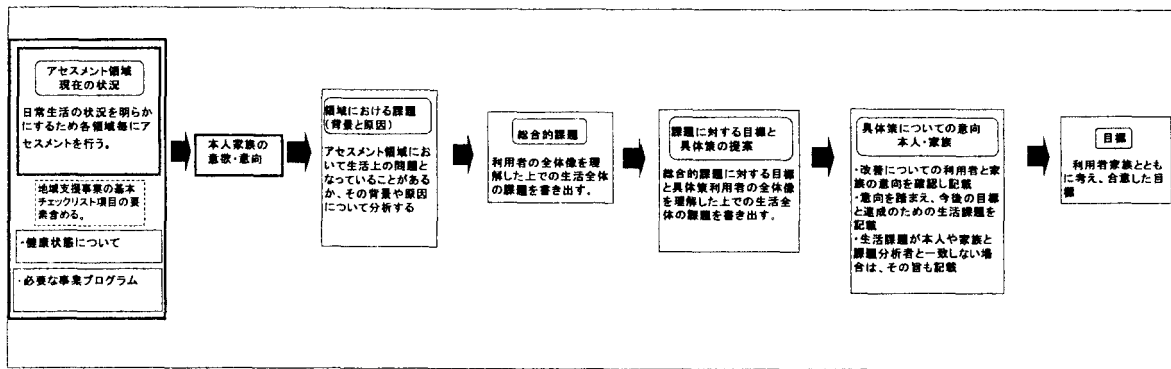 アセスメント領域
現在の状況
日常生活の状況を明らか
にするため各領域毎にア
セスメントを行う。
地域支援事業の基本
チェックリスト項目の要
素含める。
・健康状態について
・必要な事業プログラム
本人家族の
意欲・意向
領域における課題
(背景と原因)
アセスメント領域にお
いて生活上の問題と
なっていることがある
か、その背景や原因
について分析する
総合的課題
利用者の全体像を理
解した上での生活全体
の課題を書き出す。
課題に対する目標と
具体策の提案
総合的課題に対する目標
と具体策利用者の全体像
を理解した上での生活全
体の課題を書き出す。
具体策についての意向
本人・家族
・改善についての利用者と家
族の意向を確認し記載
・意向を踏まえ、今後の目標
と達成のための生活課題を
記載
・生活課題が本人や家族と
課題分析者と一致しない場
合は、その旨も記載
目標
利用者家族ととも
に考え、合意した目
標